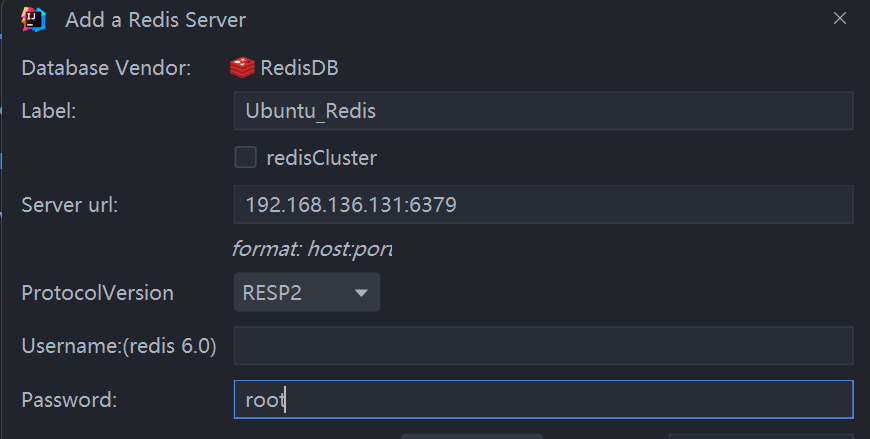 Add a Redis Server
Database Vendor: RedisDB
Label: Ubuntu_Redis
redisCluster
Server url: 192.168.136.131:6379
format: host:port
ProtocolVersion RESP2
Username:(redis 6.0)
Password: root